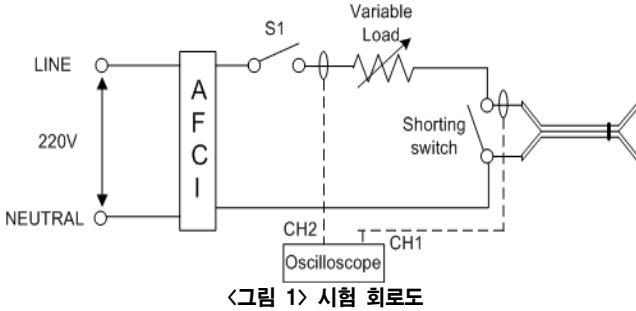 S1
Variable
Load
LINE
AFCI
220V
Shorting
switch
NEUTRAL
CH2
CH1
Oscilloscope
<그림 1> 시험 회로도